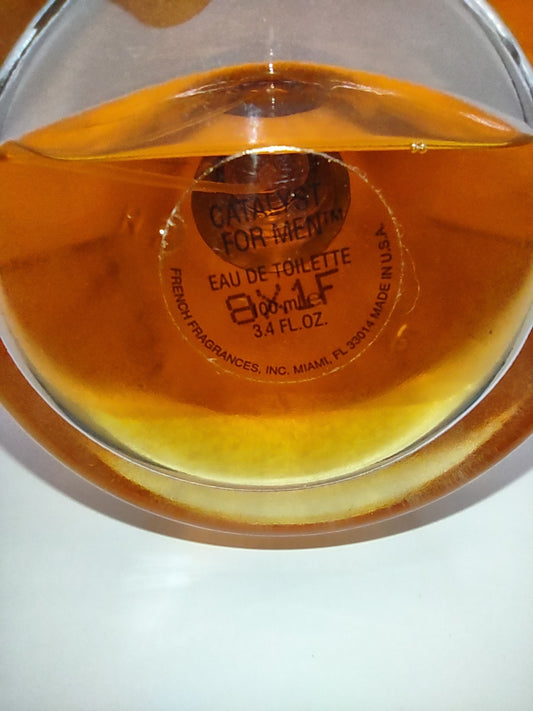 CATALYST
FOR MEN™
EAU DE TOILETTE
8X1F
100 ml e
3.4 FL.OZ.
FRENCH FRAGRANCES, INC. MIAMI, FL 33014 MADE IN U.S.A.